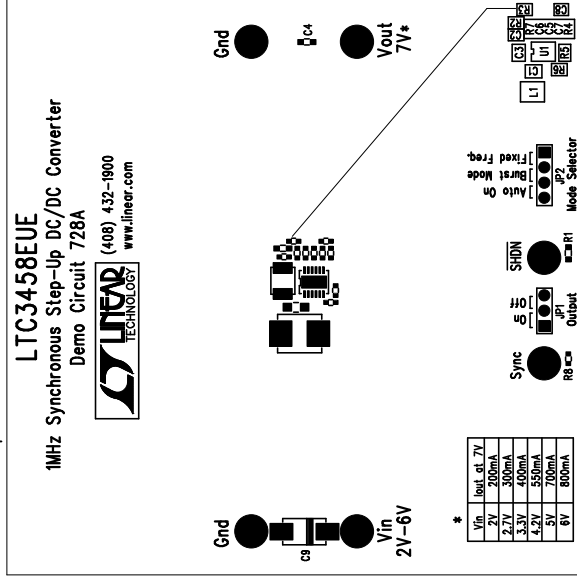 LTC3458EUE
1MHz Synchronous Step-Up DC/DC Converter
Demo Circuit 728A
LINEAR
TECHNOLOGY
(408) 432-1900
www.linear.com
Gnd
C4
Vout
7V*
Gnd
C9
Vin
2V-6V
R3
C8
R2
C2
R7
C6
C5
C7
R4
C3
U1
R5
C1
R6
L1
Fixed Freq.
Burst Mode
Auto On
JP2
Mode Selector
SHDN
R1
On
Off
JP1
Output
Sync
R8
*
Vin Iout at 7V
2V 200mA
2.7V 300mA
3.3V 400mA
4.2V 550mA
5V 700mA
6V 800mA